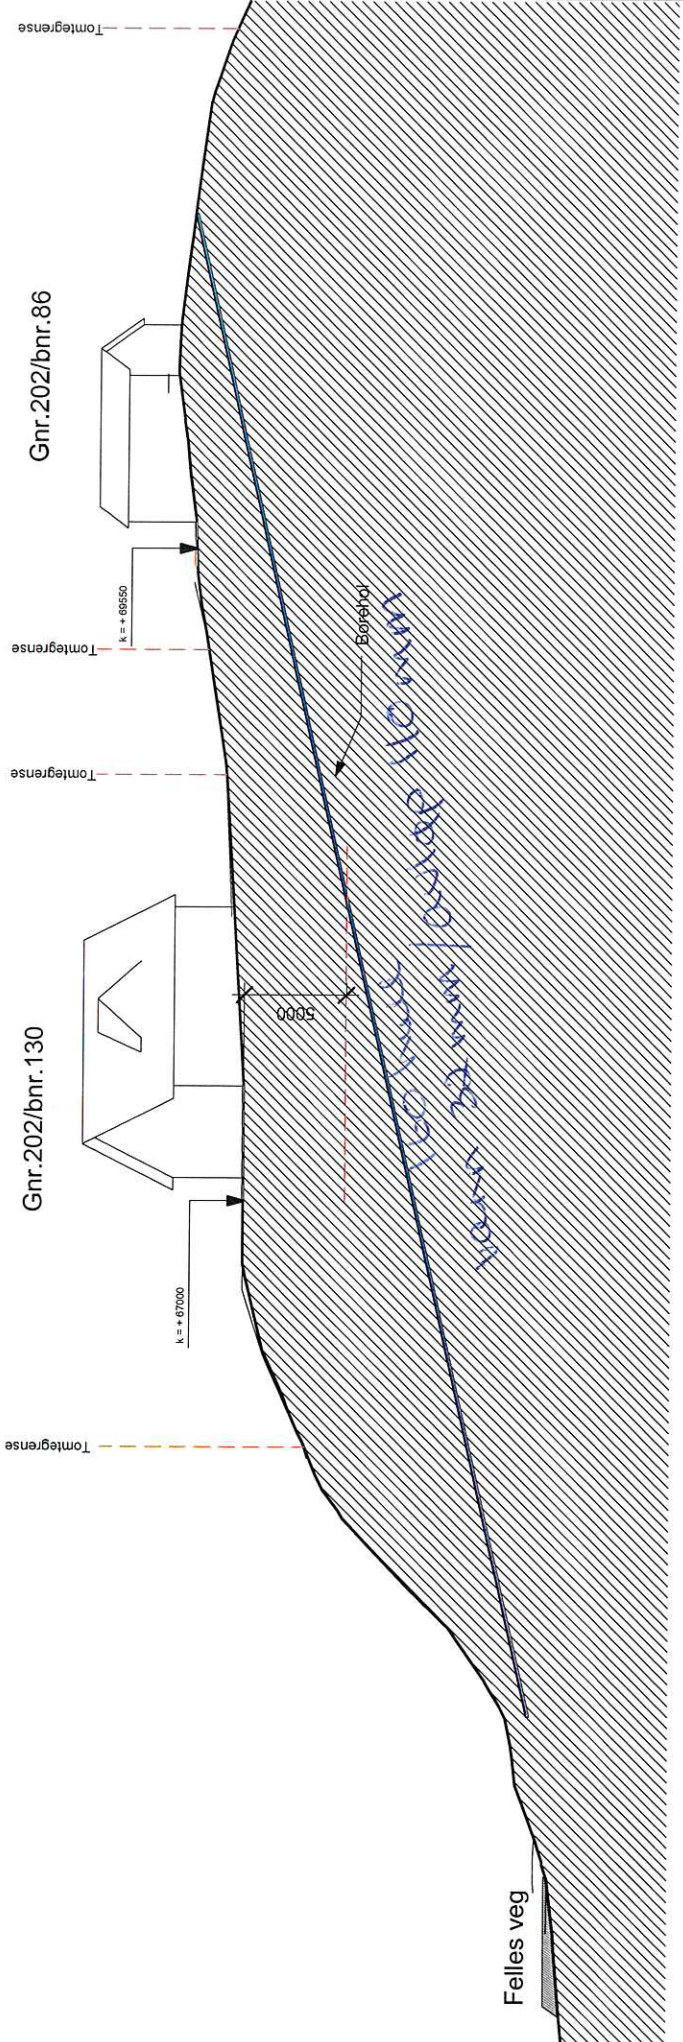 Felles veg
Tomtegrense
k = + 67000
Gnr.202/bnr.130
5000
Tomtegrense
Tomtegrense
k = + 69550
Gnr.202/bnr.86
Tomtegrense
Borehol
160 mm
110 mm
vann 32 mm/avløp